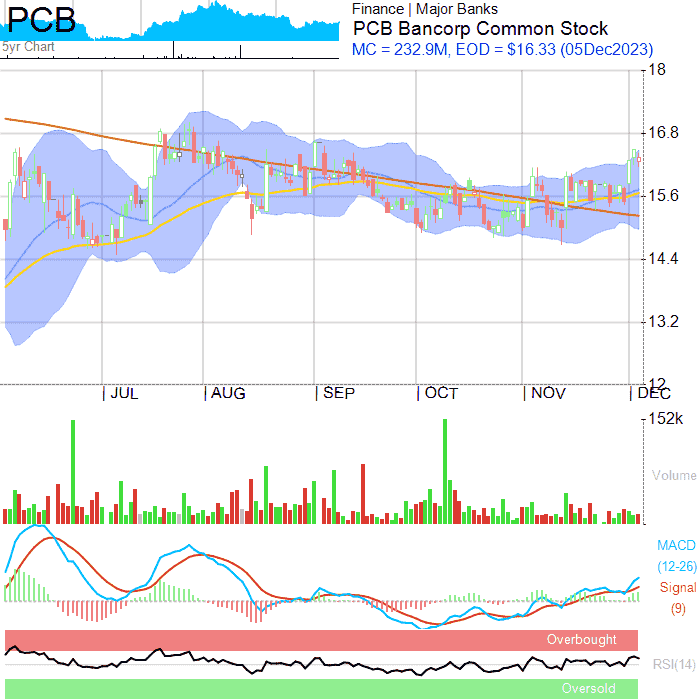 PCB
5yr Chart
Finance | Major Banks
PCB Bancorp Common Stock
MC = 232.9M, EOD = $16.33 (05Dec2023)
18
16.8
15.6
14.4
13.2
12
JUL AUG SEP OCT NOV DEC
152k
Volume
MACD
(12-26)
Signal
(9)
Overbought
RSI(14)
Oversold